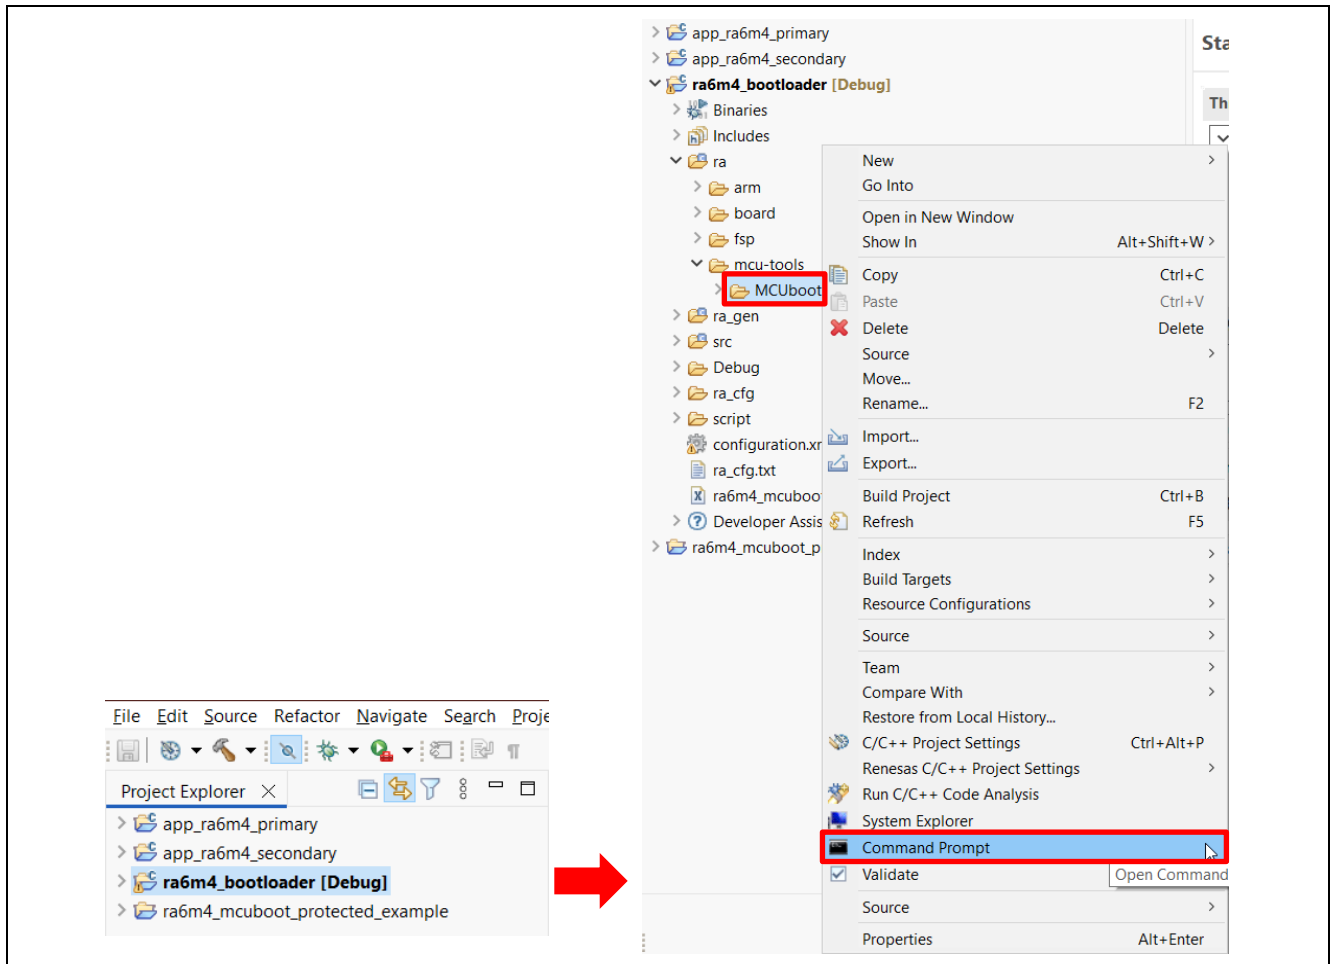 File Edit Source Refactor Navigate Search Proje
Project Explorer
app_ra6m4_primary
app_ra6m4_secondary
ra6m4_bootloader [Debug]
ra6m4_mcuboot_protected_example
app_ra6m4_primary
app_ra6m4_secondary
ra6m4_bootloader [Debug]
Binaries
Includes
ra
arm
board
fsp
mcu-tools
MCUboot
ra_gen
src
Debug
ra_cfg
script
configuration.xr
ra_cfg.txt
ra6m4_mcuboo
Developer Assis
ra6m4_mcuboot_p
Sta
Th
New
Go Into
Open in New Window
Show In Alt+Shift+W
Copy Ctrl+C
Paste Ctrl+V
Delete Delete
Source
Move...
Rename... F2
Import...
Export...
Build Project Ctrl+B
Refresh F5
Index
Build Targets
Resource Configurations
Source
Team
Compare With
Restore from Local History...
C/C++ Project Settings Ctrl+Alt+P
Renesas C/C++ Project Settings
Run C/C++ Code Analysis
System Explorer
Command Prompt
Validate
Open Command
Source
Properties Alt+Enter